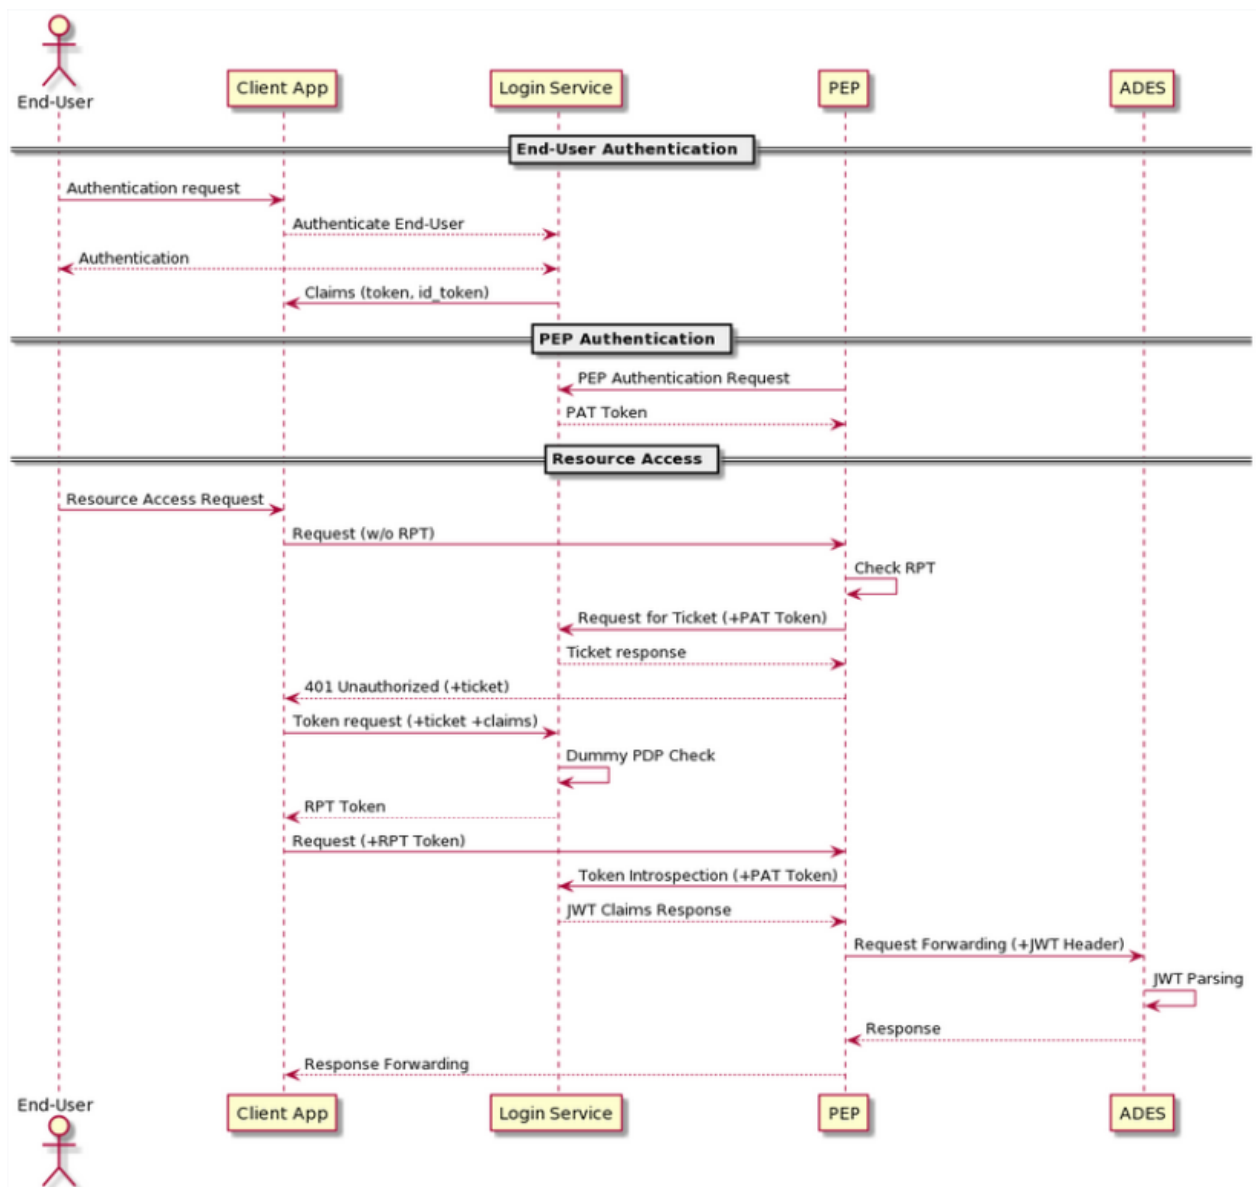 End-User
Client App
Login Service
PEP
ADES
End-User Authentication
Authentication request
Authenticate End-User
Authentication
Claims (token, id_token)
PEP Authentication
PEP Authentication Request
PAT Token
Resource Access
Resource Access Request
Request (w/o RPT)
Check RPT
Request for Ticket (+PAT Token)
Ticket response
401 Unauthorized (+ticket)
Token request (+ticket +claims)
Dummy PDP Check
RPT Token
Request (+RPT Token)
Token Introspection (+PAT Token)
JWT Claims Response
Request Forwarding (+JWT Header)
JWT Parsing
Response
Response Forwarding
End-User
Client App
Login Service
PEP
ADES